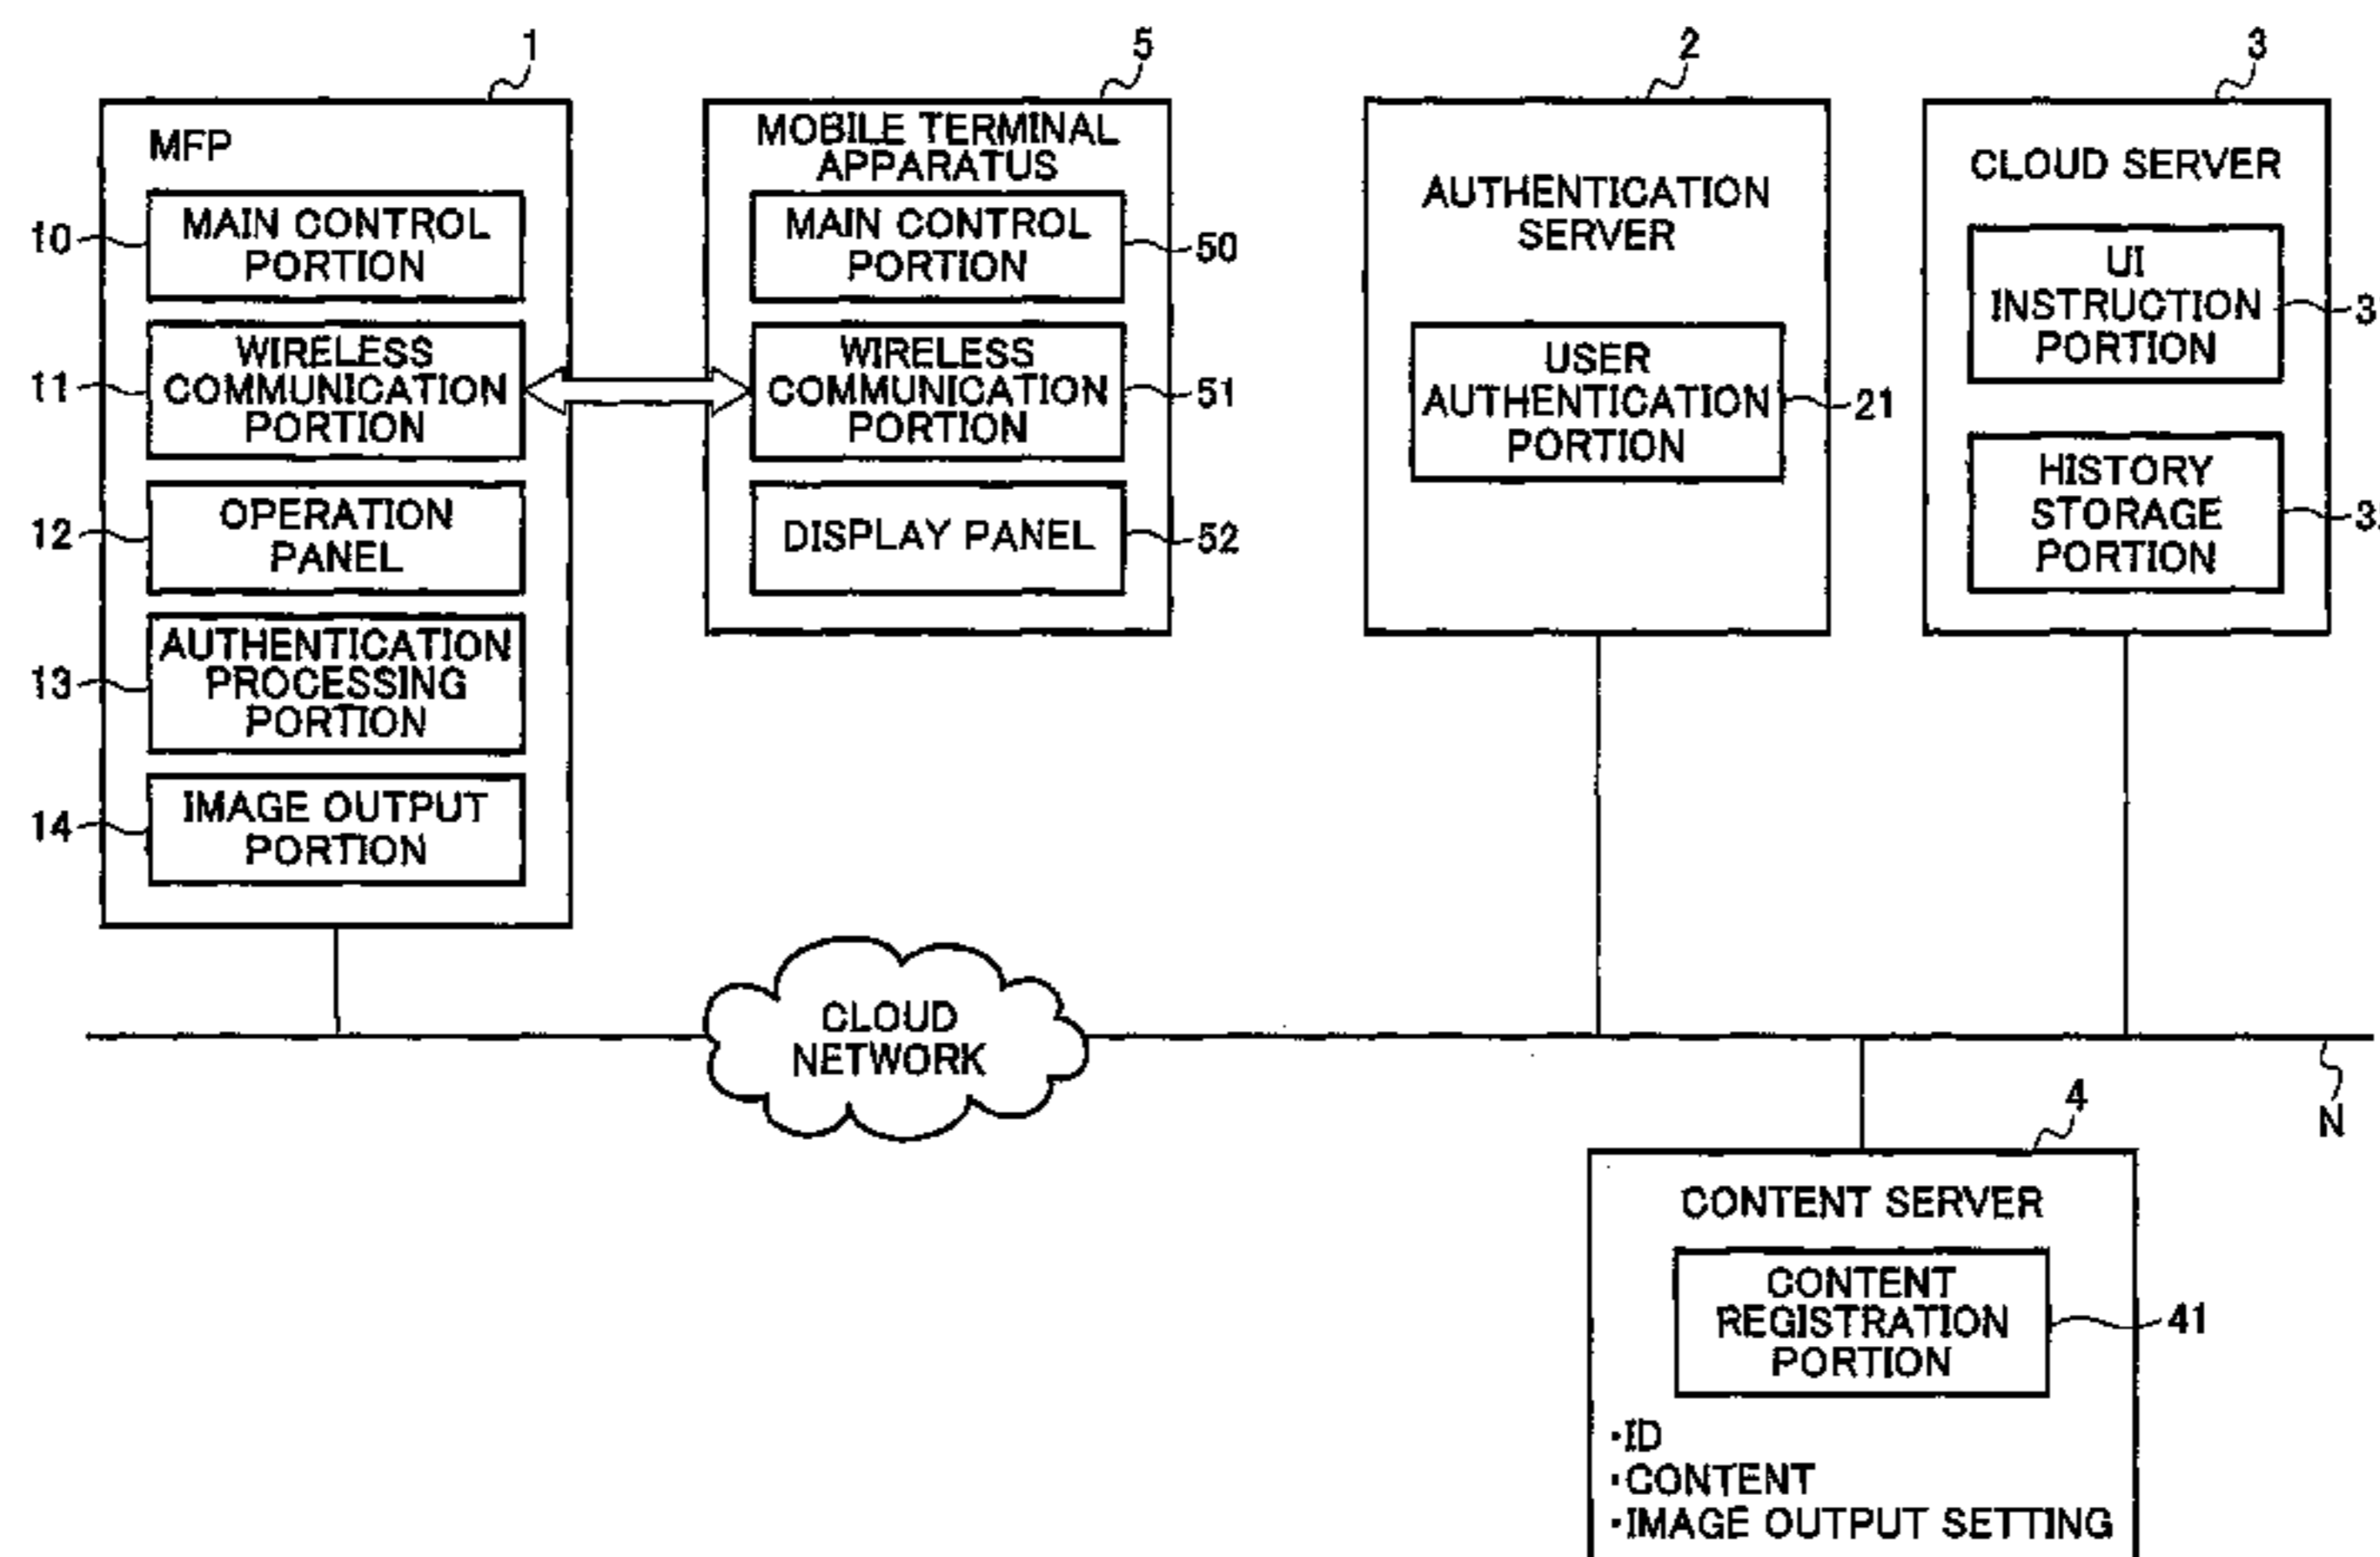 1
MFP
10
MAIN CONTROL
PORTION
11
WIRELESS
COMMUNICATION
PORTION
12
OPERATION
PANEL
13
AUTHENTICATION
PROCESSING
PORTION
14
IMAGE OUTPUT
PORTION
5
MOBILE TERMINAL
APPARATUS
MAIN CONTROL
PORTION
50
WIRELESS
COMMUNICATION
PORTION
51
DISPLAY PANEL
52
2
AUTHENTICATION
SERVER
USER
AUTHENTICATION
PORTION
21
3
CLOUD SERVER
UI
INSTRUCTION
PORTION
3
HISTORY
STORAGE
PORTION
3
CLOUD
NETWORK
N
4
CONTENT SERVER
CONTENT
REGISTRATION
PORTION
41
・ID
・CONTENT
・IMAGE OUTPUT SETTING